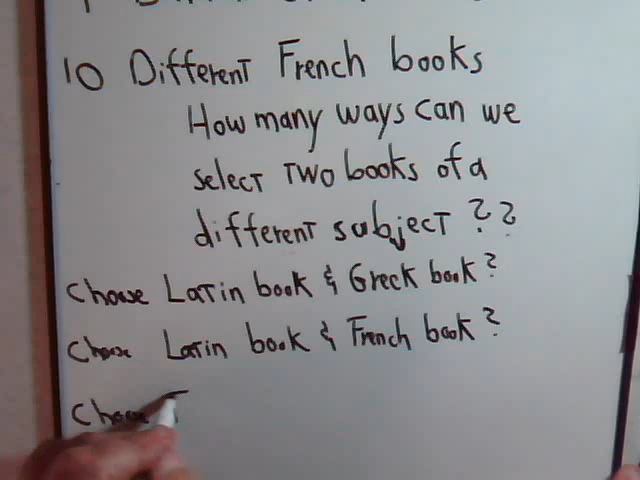 10 Different French books
How many ways can we
select two books of a
different subject ??
Choose Latin book & Greek book?
Choose Latin book & French book?
Choose